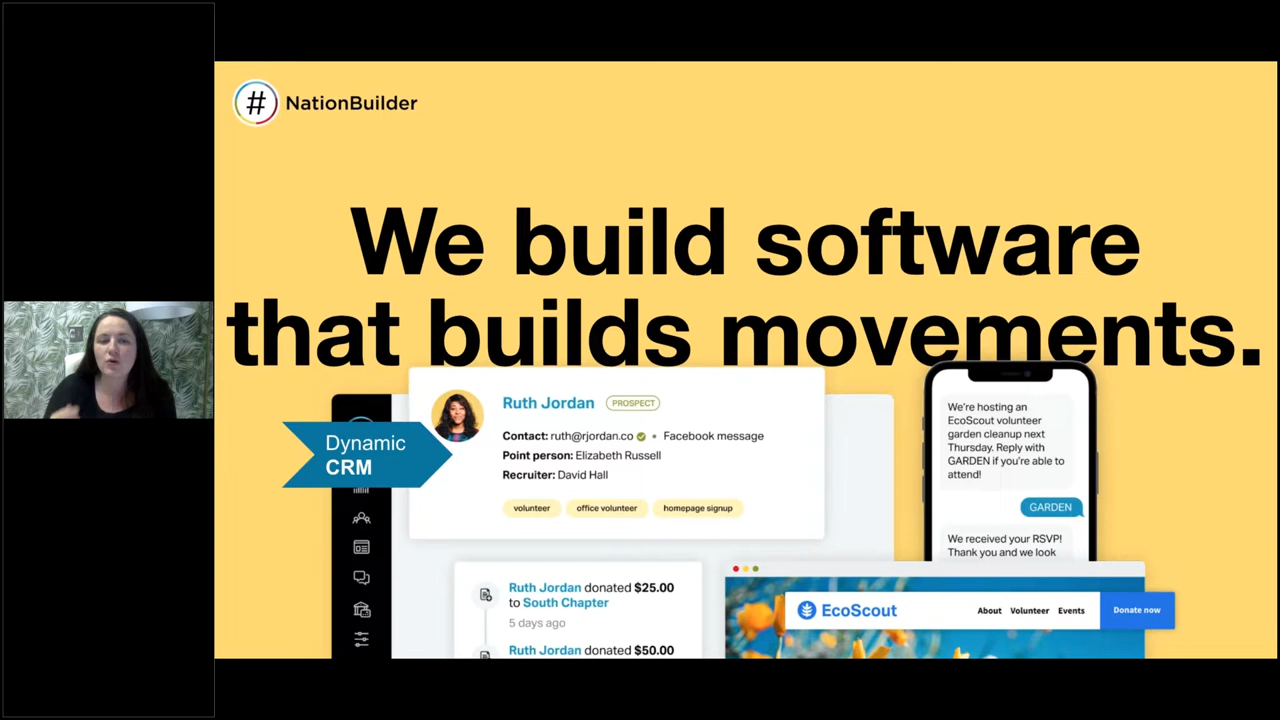 # NationBuilder
We build software
that builds movements.
Dynamic
CRM
Ruth Jordan PROSPECT
Contact: ruth@rjordan.co • Facebook message
Point person: Elizabeth Russell
Recruiter: David Hall
volunteer office volunteer homepage signup
Ruth Jordan donated $25.00
to South Chapter
5 days ago
Ruth Jordan donated $50.00
We're hosting an
EcoScout volunteer
garden cleanup next
Thursday. Reply with
GARDEN if you're able to
attend!
GARDEN
We received your RSVP!
Thank you and we look
EcoScout About Volunteer Events Donate now